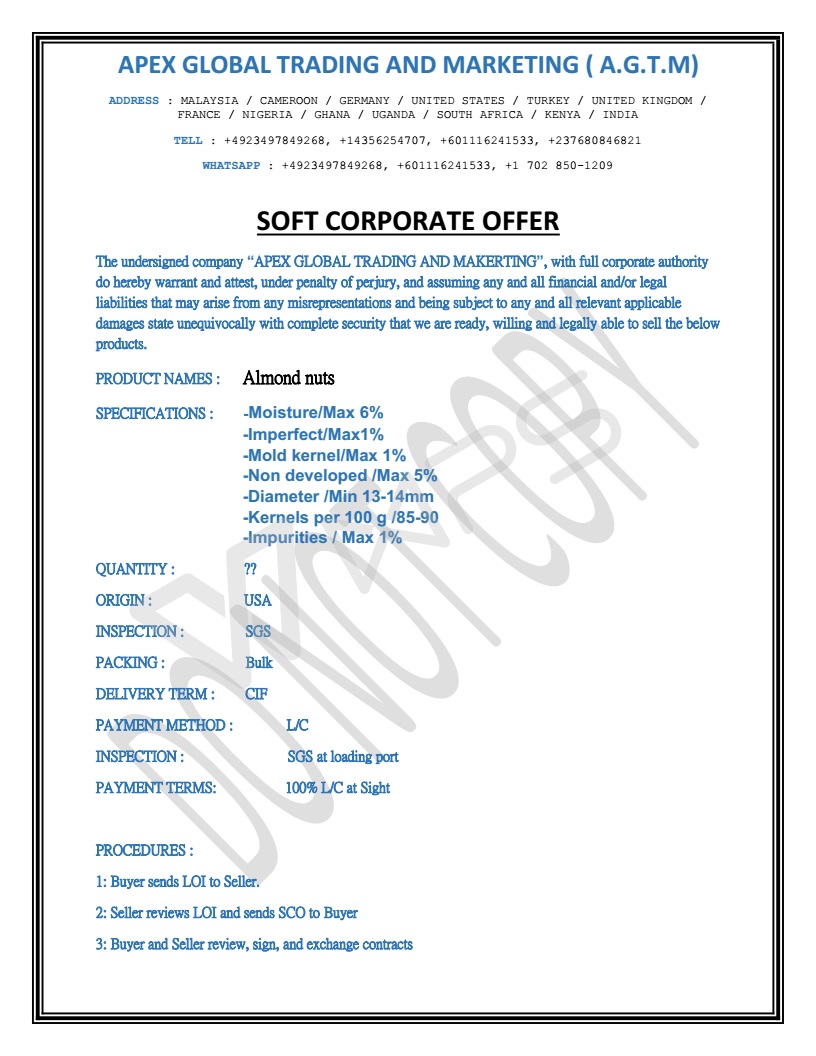 APEX GLOBAL TRADING AND MARKETING ( A.G.T.M)
ADDRESS : MALAYSIA / CAMEROON / GERMANY / UNITED STATES / TURKEY / UNITED KINGDOM /
FRANCE / NIGERIA / GHANA / UGANDA / SOUTH AFRICA / KENYA / INDIA
TELL : +4923497849268, +14356254707, +601116241533, +237680846821
WHATSAPP : +4923497849268, +601116241533, +1 702 850-1209
SOFT CORPORATE OFFER
The undersigned company “APEX GLOBAL TRADING AND MAKERTING”, with full corporate authority
do hereby warrant and attest, under penalty of perjury, and assuming any and all financial and/or legal
liabilities that may arise from any misrepresentations and being subject to any and all relevant applicable
damages state unequivocally with complete security that we are ready, willing and legally able to sell the below
products.
PRODUCT NAMES : Almond nuts
SPECIFICATIONS : -Moisture/Max 6%
-Imperfect/Max1%
-Mold kernel/Max 1%
-Non developed /Max 5%
-Diameter /Min 13-14mm
-Kernels per 100 g /85-90
-Impurities / Max 1%
QUANTITY : ??
ORIGIN : USA
INSPECTION : SGS
PACKING : Bulk
DELIVERY TERM : CIF
PAYMENT METHOD : L/C
INSPECTION : SGS at loading port
PAYMENT TERMS: 100% L/C at Sight
PROCEDURES :
1: Buyer sends LOI to Seller.
2: Seller reviews LOI and sends SCO to Buyer
3: Buyer and Seller review, sign, and exchange contracts
DO NOT COPY